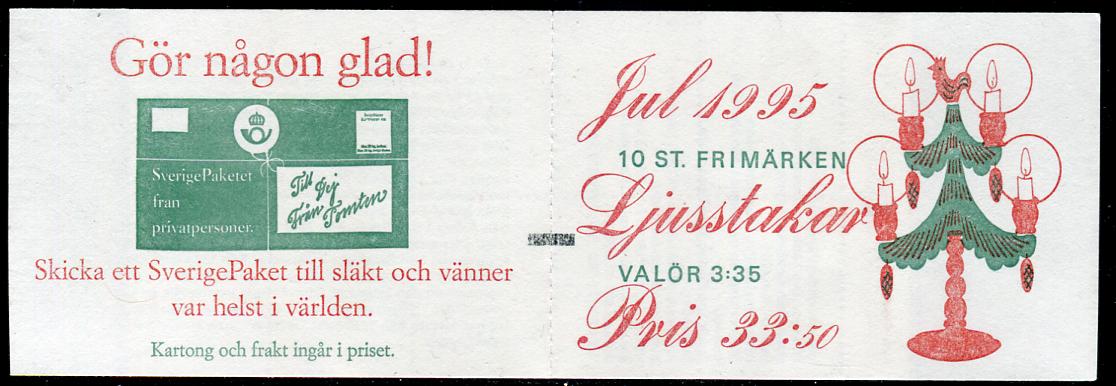 Gör någon glad!
SverigePaketet
från
privatpersoner.
Till Dej
Från Tomten
Skicka ett SverigePaket till släkt och vänner
var helst i världen.
Kartong och frakt ingår i priset.
Jul 1995
10 ST. FRIMÄRKEN
Ljusstakar
VALÖR 3:35
Pris 33:50